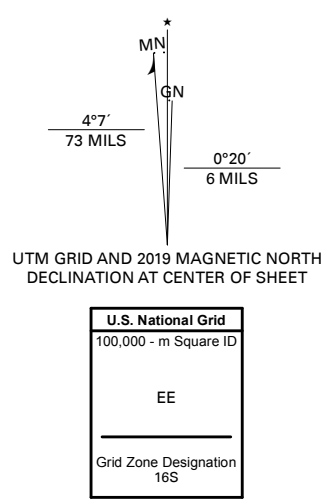 ★
MN
GN
4°7´
73 MILS
0°20´
6 MILS
UTM GRID AND 2019 MAGNETIC NORTH
DECLINATION AT CENTER OF SHEET
U.S. National Grid
100,000 - m Square ID
EE
Grid Zone Designation
16S